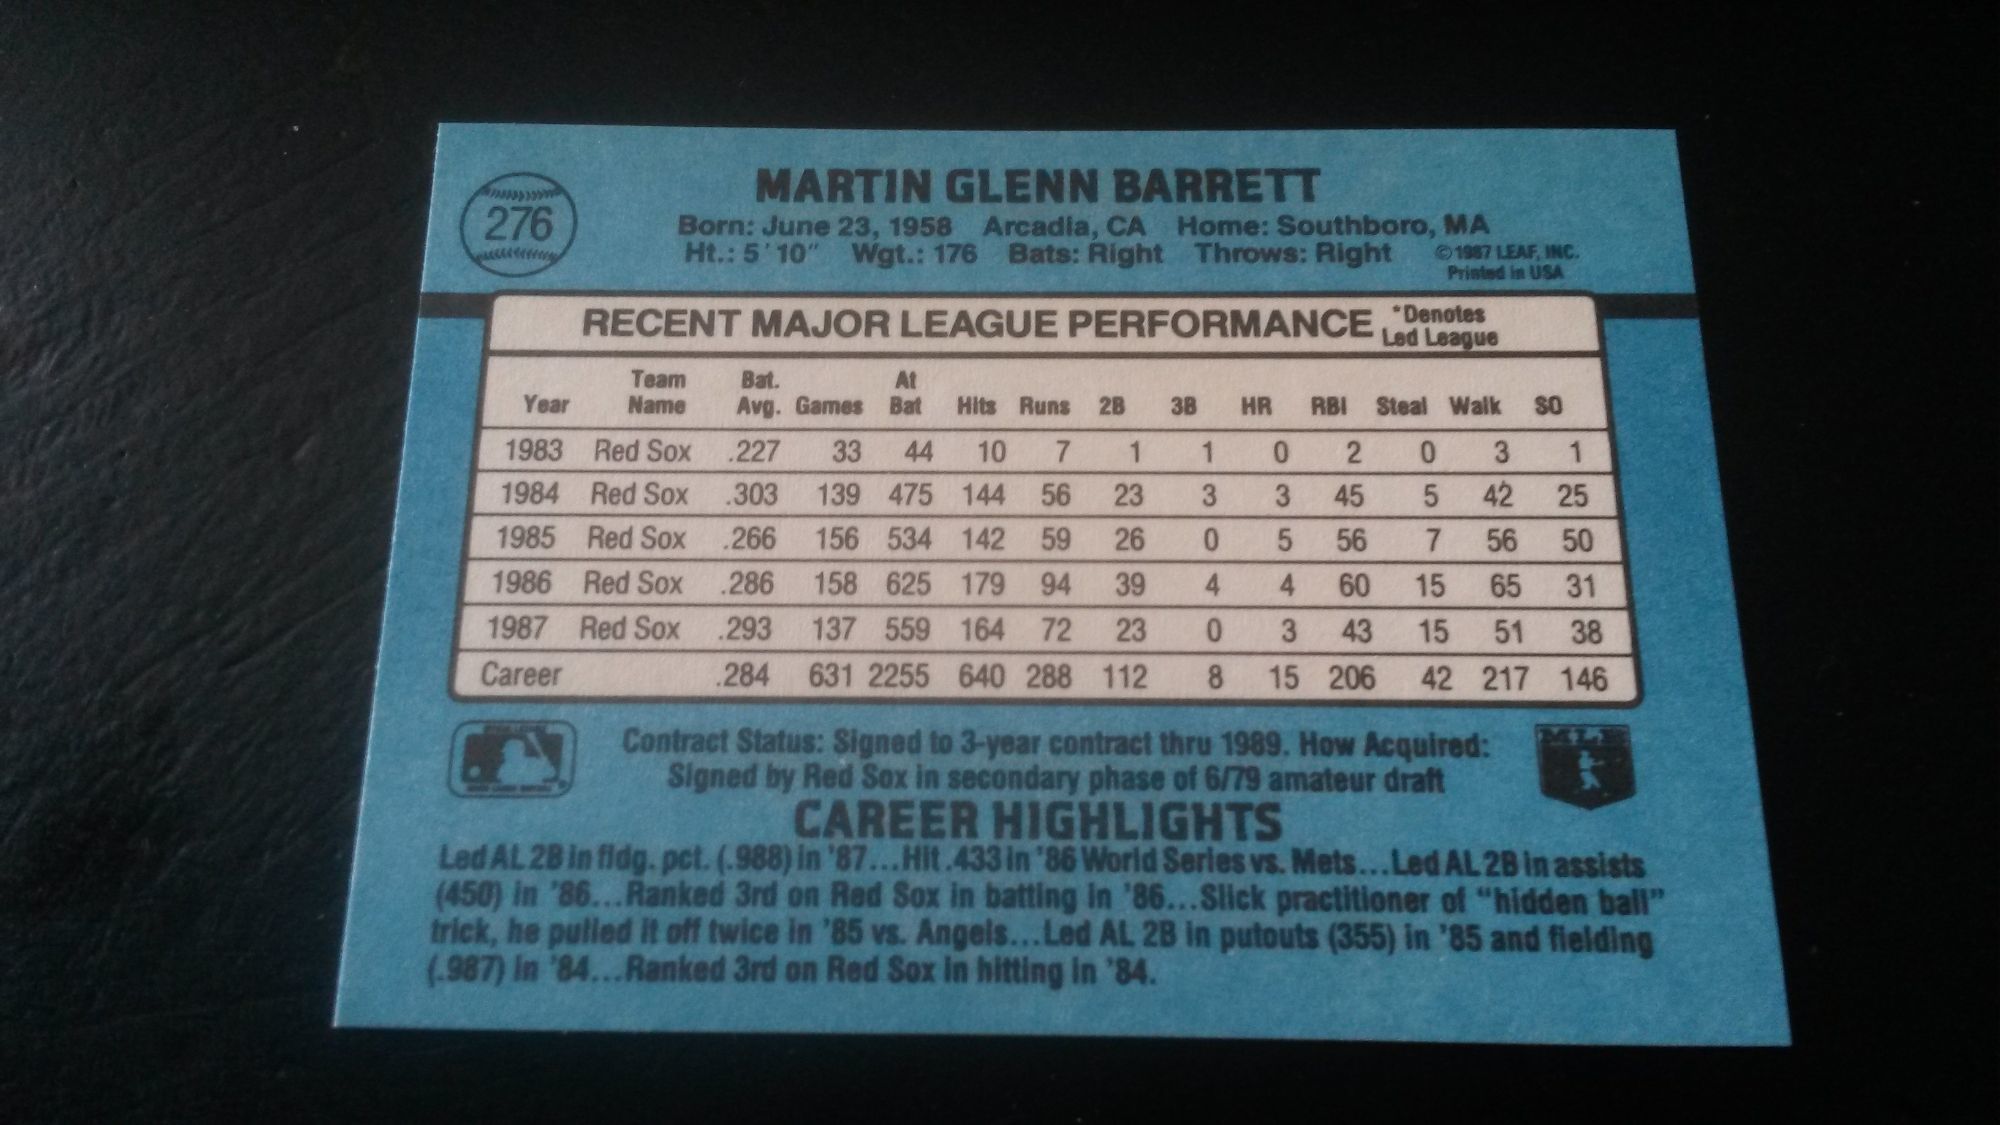 276
MARTIN GLENN BARRETT
Born: June 23, 1958 Arcadia, CA Home: Southboro, MA
Ht.: 5'10" Wgt.: 176 Bats: Right Throws: Right ©1987 LEAF, INC.
Printed in USA
RECENT MAJOR LEAGUE PERFORMANCE *Denotes Led League
Year Team Name Bat. Avg. Games At Bat Hits Runs 2B 3B HR RBI Steal Walk SO
1983 Red Sox .227 33 44 10 7 1 1 0 2 0 3 1
1984 Red Sox .303 139 475 144 56 23 3 3 45 5 42 25
1985 Red Sox .266 156 534 142 59 26 0 5 56 7 56 50
1986 Red Sox .286 158 625 179 94 39 4 4 60 15 65 31
1987 Red Sox .293 137 559 164 72 23 0 3 43 15 51 38
Career .284 631 2255 640 288 112 8 15 206 42 217 146
Contract Status: Signed to 3-year contract thru 1989. How Acquired:
Signed by Red Sox in secondary phase of 6/79 amateur draft
CAREER HIGHLIGHTS
Led AL 2B in fldg. pct. (.988) in '87...Hit .433 in '86 World Series vs. Mets...Led AL 2B in assists
(450) in '86...Ranked 3rd on Red Sox in batting in '86...Slick practitioner of "hidden ball"
trick, he pulled it off twice in '85 vs. Angels...Led AL 2B in putouts (355) in '85 and fielding
(.987) in '84...Ranked 3rd on Red Sox in hitting in '84.